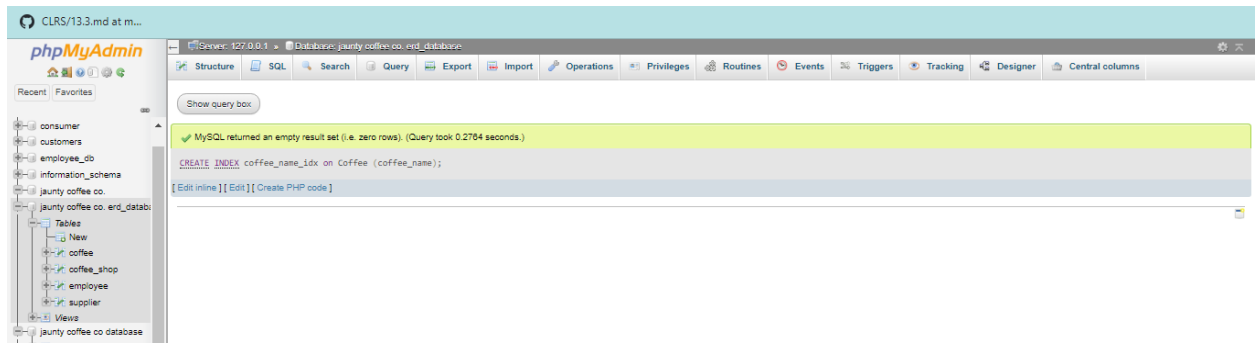 CLRS/13.3.md at m...
phpMyAdmin
Recent Favorites
consumer
customers
employee_db
information_schema
jaunty coffee co.
jaunty coffee co. erd_databa
Tables
New
coffee
coffee_shop
employee
supplier
Views
jaunty coffee co database
Server: 127.0.0.1 » Database: jaunty coffee co. erd_database
Structure SQL Search Query Export Import Operations Privileges Routines Events Triggers Tracking Designer Central columns
Show query box
MySQL returned an empty result set (i.e. zero rows). (Query took 0.2764 seconds.)
CREATE INDEX coffee_name_idx on Coffee (coffee_name);
[ Edit inline ] [ Edit ] [ Create PHP code ]